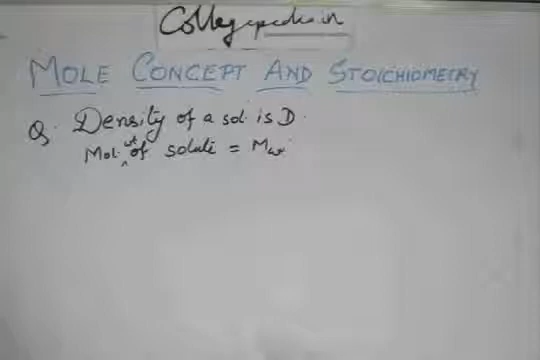 Collegepedia.in
MOLE CONCEPT AND STOICHIOMETRY
Q. Density of a sol. is D.
Mol. wt of solute = Mw